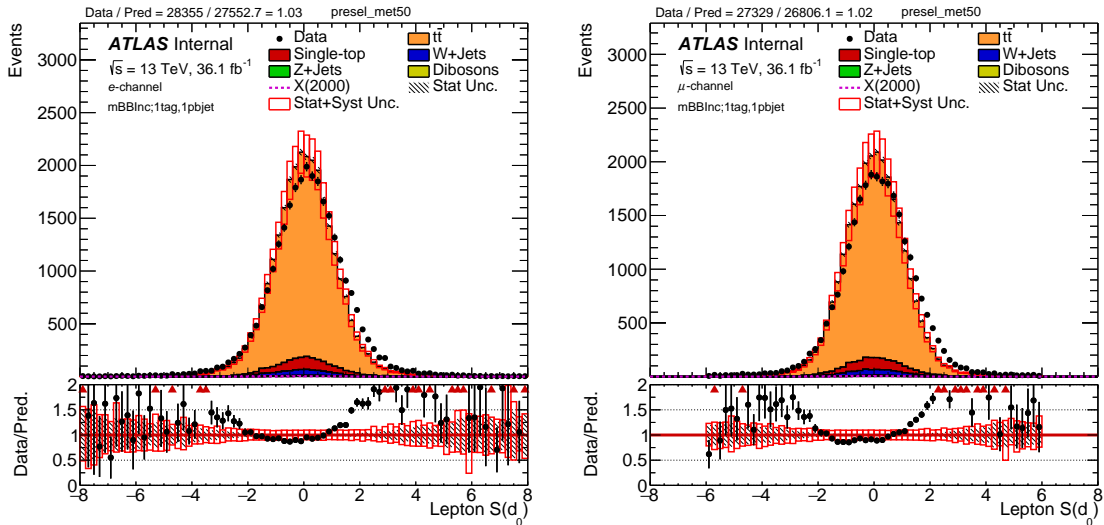 Data / Pred = 28355 / 27552.7 = 1.03 presel_met50
Events
ATLAS Internal
√s = 13 TeV, 36.1 fb⁻¹
e-channel
mBBInc;1tag,1pbjet
Data
tt̄
Single-top
W+Jets
Z+Jets
Dibosons
X(2000)
Stat Unc.
Stat+Syst Unc.
3000
2500
2000
1500
1000
500
Data/Pred.
2
1.5
1
0.5
0
−8 −6 −4 −2 0 2 4 6 8
Lepton S(d₀)
Data / Pred = 27329 / 26806.1 = 1.02 presel_met50
Events
ATLAS Internal
√s = 13 TeV, 36.1 fb⁻¹
μ-channel
mBBInc;1tag,1pbjet
Data
tt̄
Single-top
W+Jets
Z+Jets
Dibosons
X(2000)
Stat Unc.
Stat+Syst Unc.
3000
2500
2000
1500
1000
500
Data/Pred.
2
1.5
1
0.5
0
−8 −6 −4 −2 0 2 4 6 8
Lepton S(d₀)